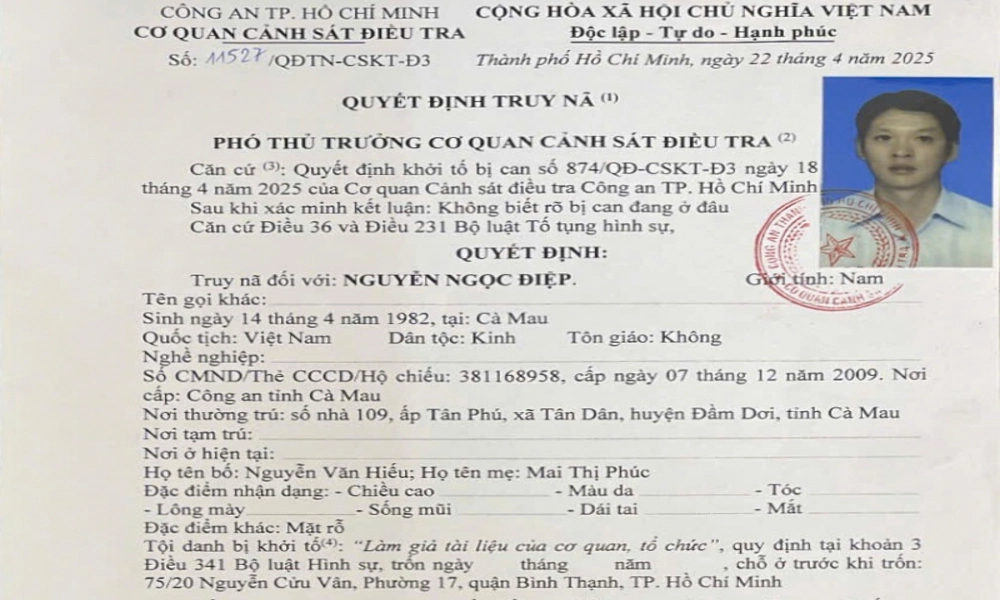 CÔNG AN TP. HỒ CHÍ MINH
CƠ QUAN CẢNH SÁT ĐIỀU TRA
Số: 11527/QĐTN-CSKT-Đ3
CỘNG HÒA XÃ HỘI CHỦ NGHĨA VIỆT NAM
Độc lập - Tự do - Hạnh phúc
Thành phố Hồ Chí Minh, ngày 22 tháng 4 năm 2025
QUYẾT ĐỊNH TRUY NÃ (1)
PHÓ THỦ TRƯỞNG CƠ QUAN CẢNH SÁT ĐIỀU TRA (2)
Căn cứ (3): Quyết định khởi tố bị can số 874/QĐ-CSKT-Đ3 ngày 18
tháng 4 năm 2025 của Cơ quan Cảnh sát điều tra Công an TP. Hồ Chí Minh
Sau khi xác minh kết luận: Không biết rõ bị can đang ở đâu
Căn cứ Điều 36 và Điều 231 Bộ luật Tố tụng hình sự,
QUYẾT ĐỊNH:
Truy nã đối với: NGUYỄN NGỌC ĐIỆP. Giới tính: Nam
Tên gọi khác:
Sinh ngày 14 tháng 4 năm 1982, tại: Cà Mau
Quốc tịch: Việt Nam Dân tộc: Kinh Tôn giáo: Không
Nghề nghiệp:
Số CMND/Thẻ CCCD/Hộ chiếu: 381168958, cấp ngày 07 tháng 12 năm 2009. Nơi
cấp: Công an tỉnh Cà Mau
Nơi thường trú: số nhà 109, ấp Tân Phú, xã Tân Dân, huyện Đầm Dơi, tỉnh Cà Mau
Nơi tạm trú:
Nơi ở hiện tại:
Họ tên bố: Nguyễn Văn Hiếu; Họ tên mẹ: Mai Thị Phúc
Đặc điểm nhận dạng: - Chiều cao - Màu da - Tóc
- Lông mày - Sống mũi - Dái tai - Mắt
Đặc điểm khác: Mặt rỗ
Tội danh bị khởi tố(4): “Làm giả tài liệu của cơ quan, tổ chức”, quy định tại khoản 3
Điều 341 Bộ luật Hình sự, trốn ngày tháng năm , chỗ ở trước khi trốn:
75/20 Nguyễn Cửu Vân, Phường 17, quận Bình Thạnh, TP. Hồ Chí Minh